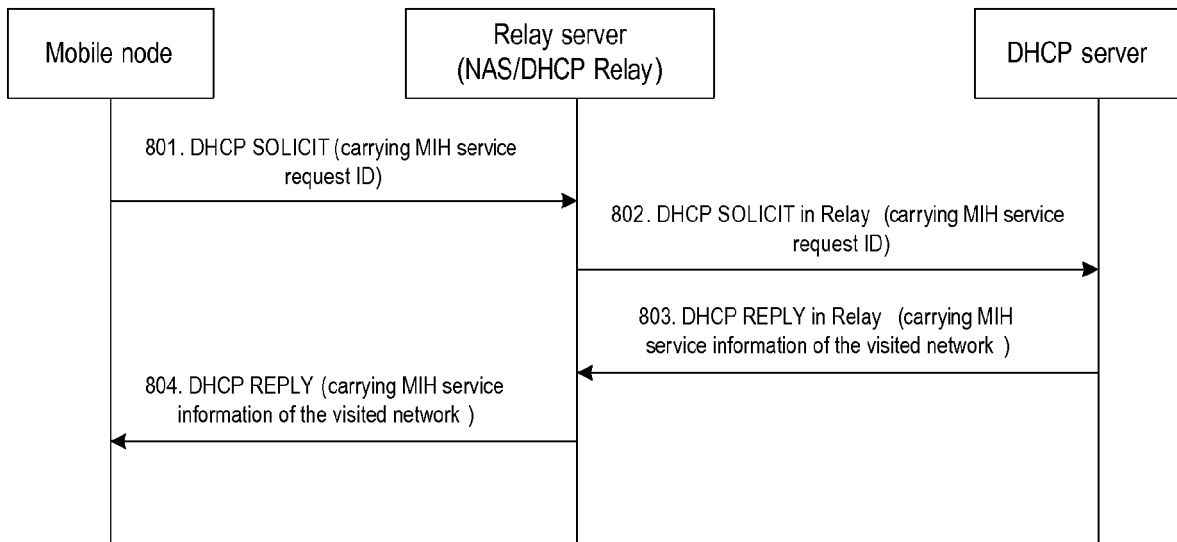 Mobile node
Relay server
(NAS/DHCP Relay)
DHCP server
801. DHCP SOLICIT (carrying MIH service
request ID)
802. DHCP SOLICIT in Relay (carrying MIH service
request ID)
803. DHCP REPLY in Relay (carrying MIH
service information of the visited network )
804. DHCP REPLY (carrying MIH service
information of the visited network )